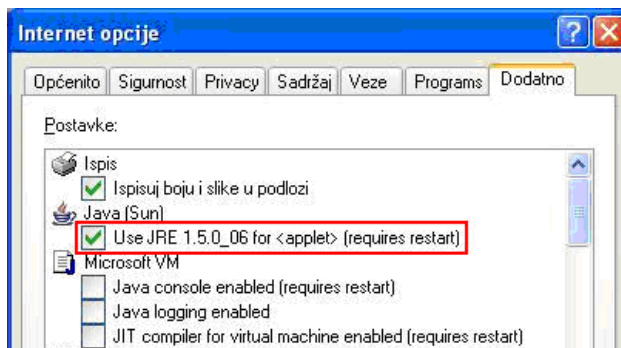 Internet opcije
Općenito Sigurnost Privacy Sadržaj Veze Programs Dodatno
Postavke:
Ispis
Ispisuj boju i slike u podlozi
Java (Sun)
Use JRE 1.5.0_06 for <applet> (requires restart)
Microsoft VM
Java console enabled (requires restart)
Java logging enabled
JIT compiler for virtual machine enabled (requires restart)